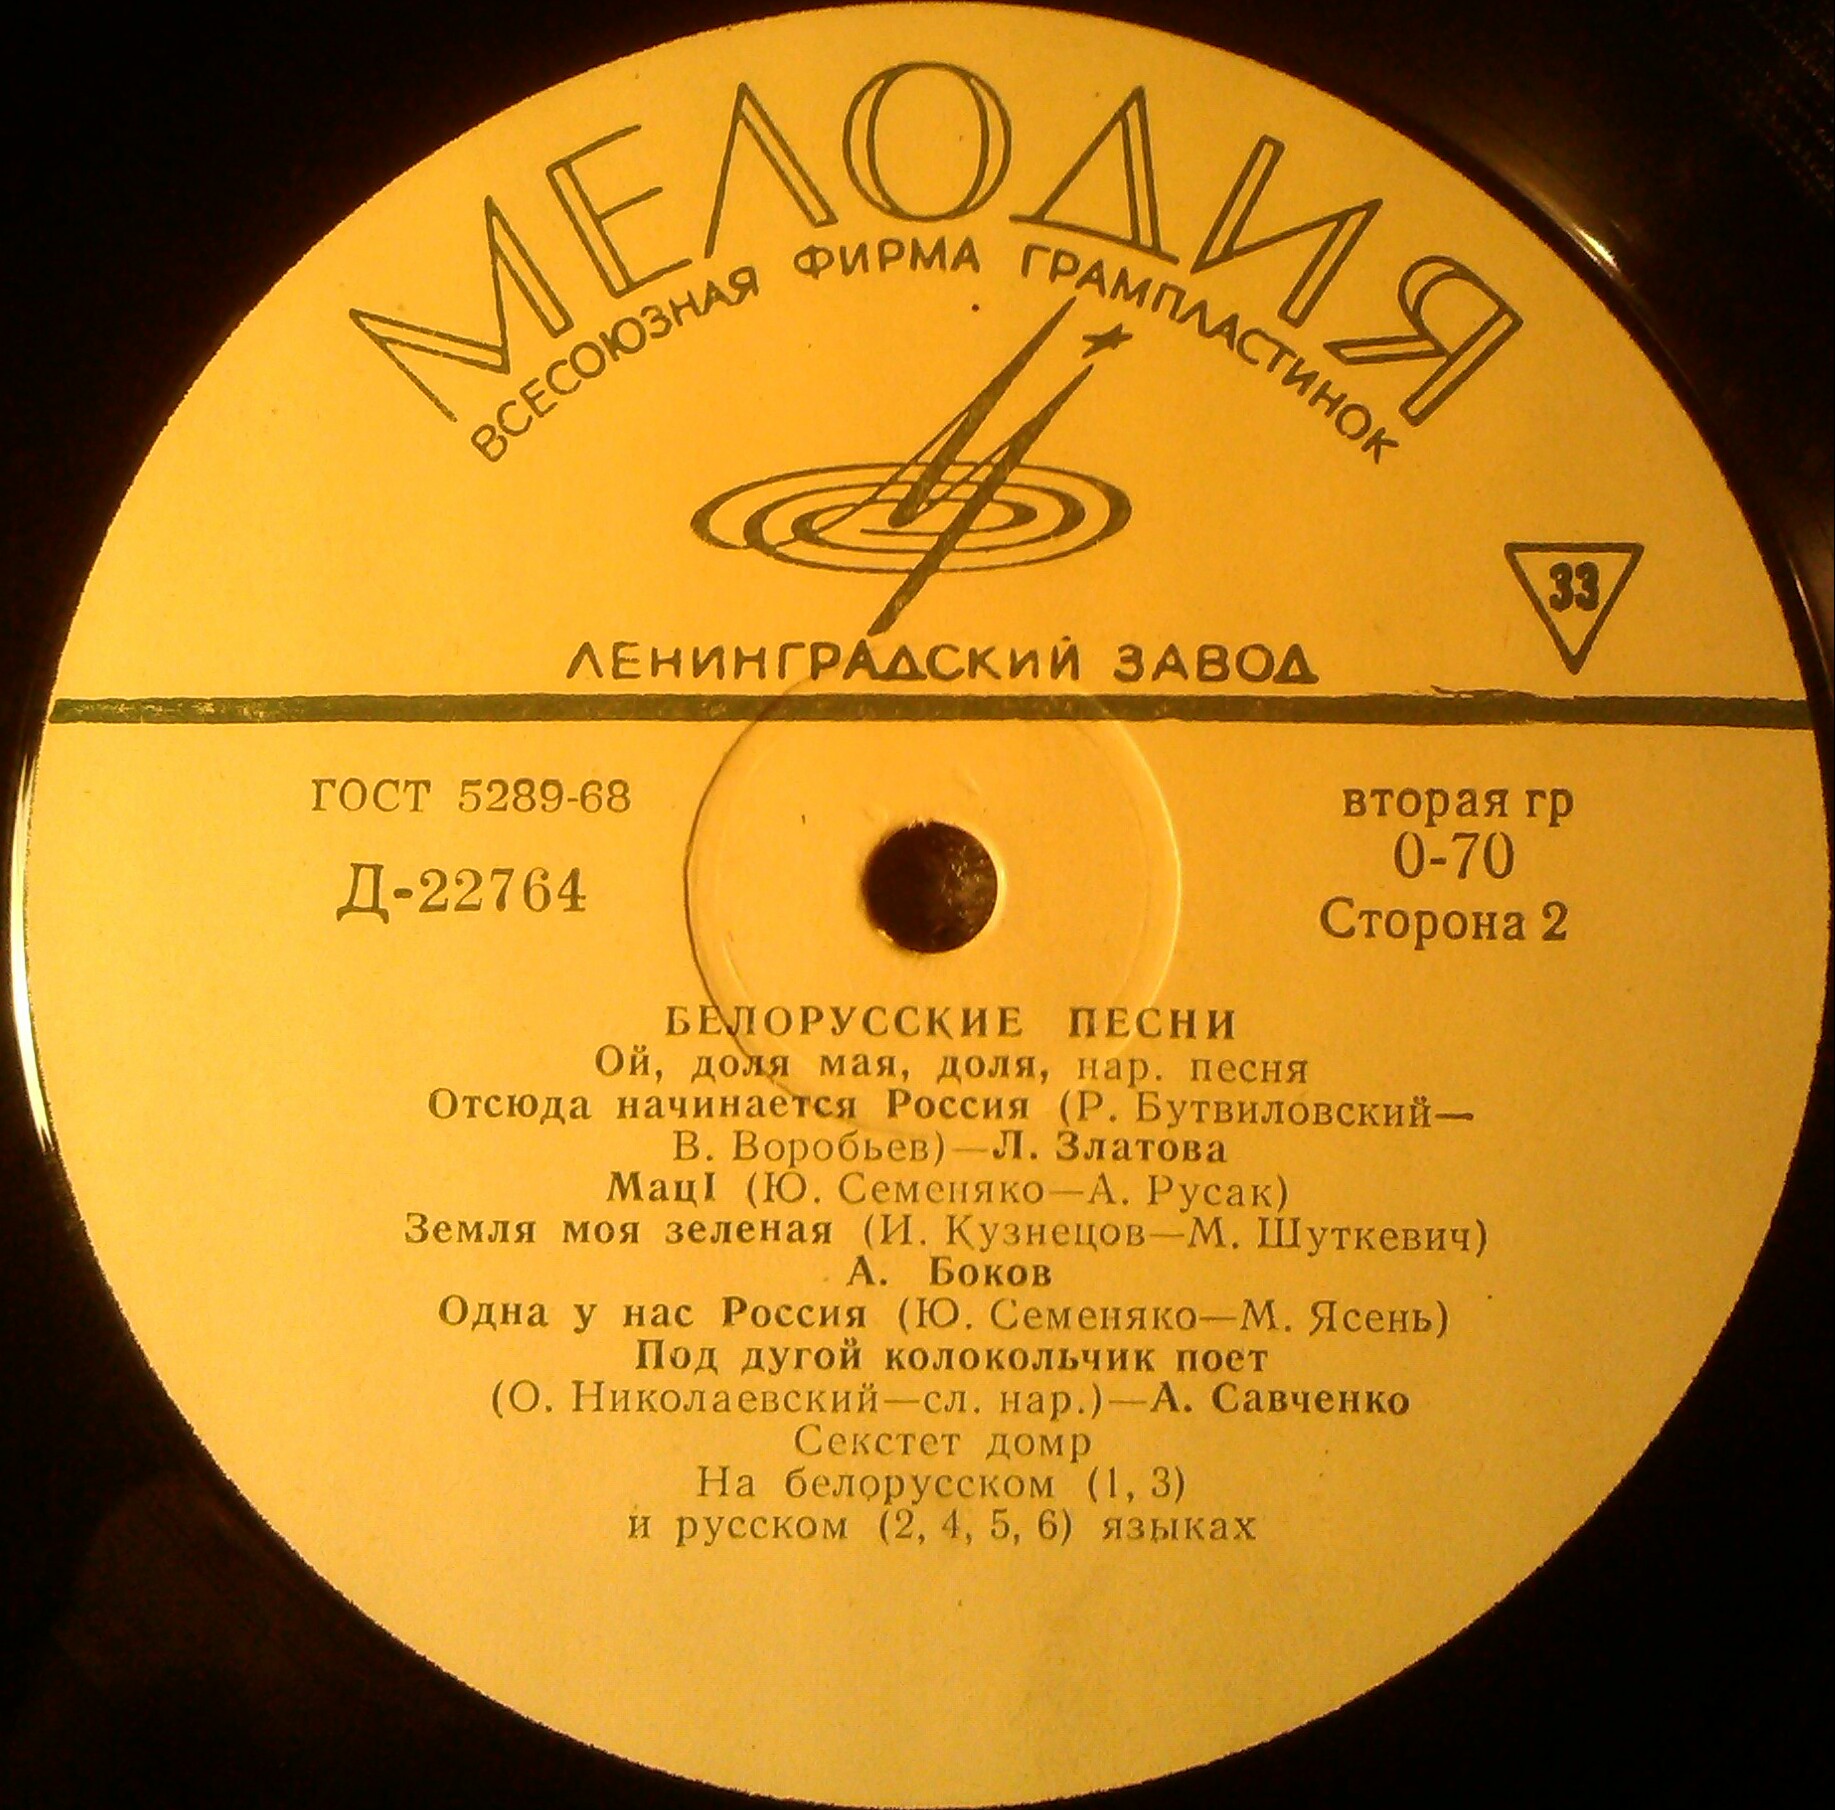 МЕЛОДИЯ
ВСЕСОЮЗНАЯ ФИРМА ГРАМПЛАСТИНОК
33
ЛЕНИНГРАДСКИЙ ЗАВОД
ГОСТ 5289-68
вторая гр
0-70
Д-22764
Сторона 2
БЕЛОРУССКИЕ ПЕСНИ
Ой, доля мая, доля, нар. песня
Отсюда начинается Россия (Р. Бутвиловский—
В. Воробьев)—Л. Златова
МацI (Ю. Семеняко—А. Русак)
Земля моя зеленая (И. Кузнецов—М. Шуткевич)
А. Боков
Одна у нас Россия (Ю. Семеняко—М. Ясень)
Под дугой колокольчик поет
(О. Николаевский—сл. нар.)—А. Савченко
Секстет домр
На белорусском (1, 3)
и русском (2, 4, 5, 6) языках